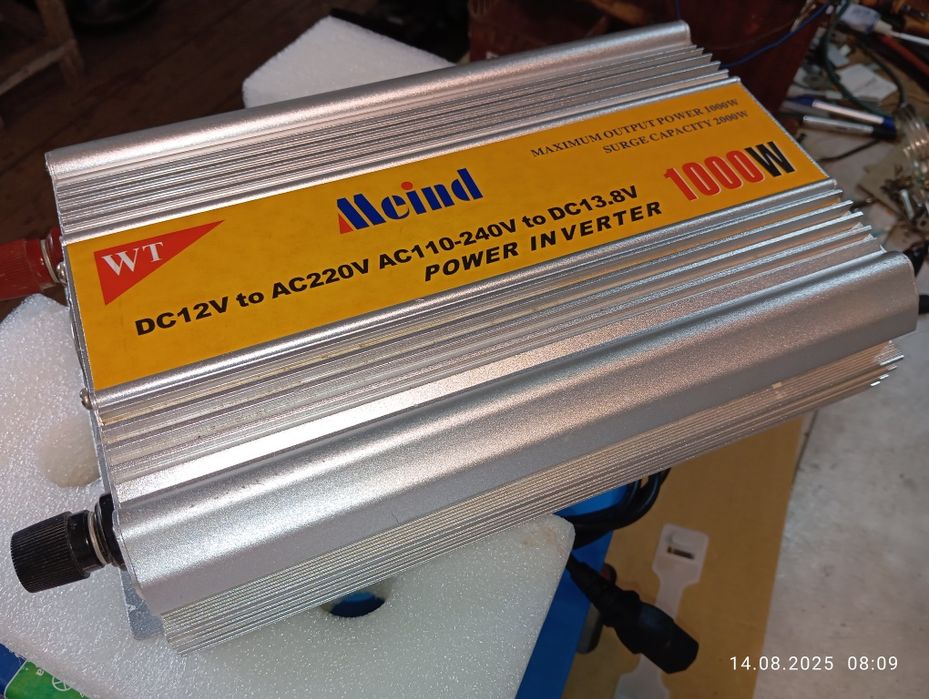 MAXIMUM OUTPUT POWER 1000W
SURGE CAPACITY 2000W
Meind
1000W
WT
DC12V to AC220V AC110-240V to DC13.8V
POWER INVERTER
14.08.2025 08:09